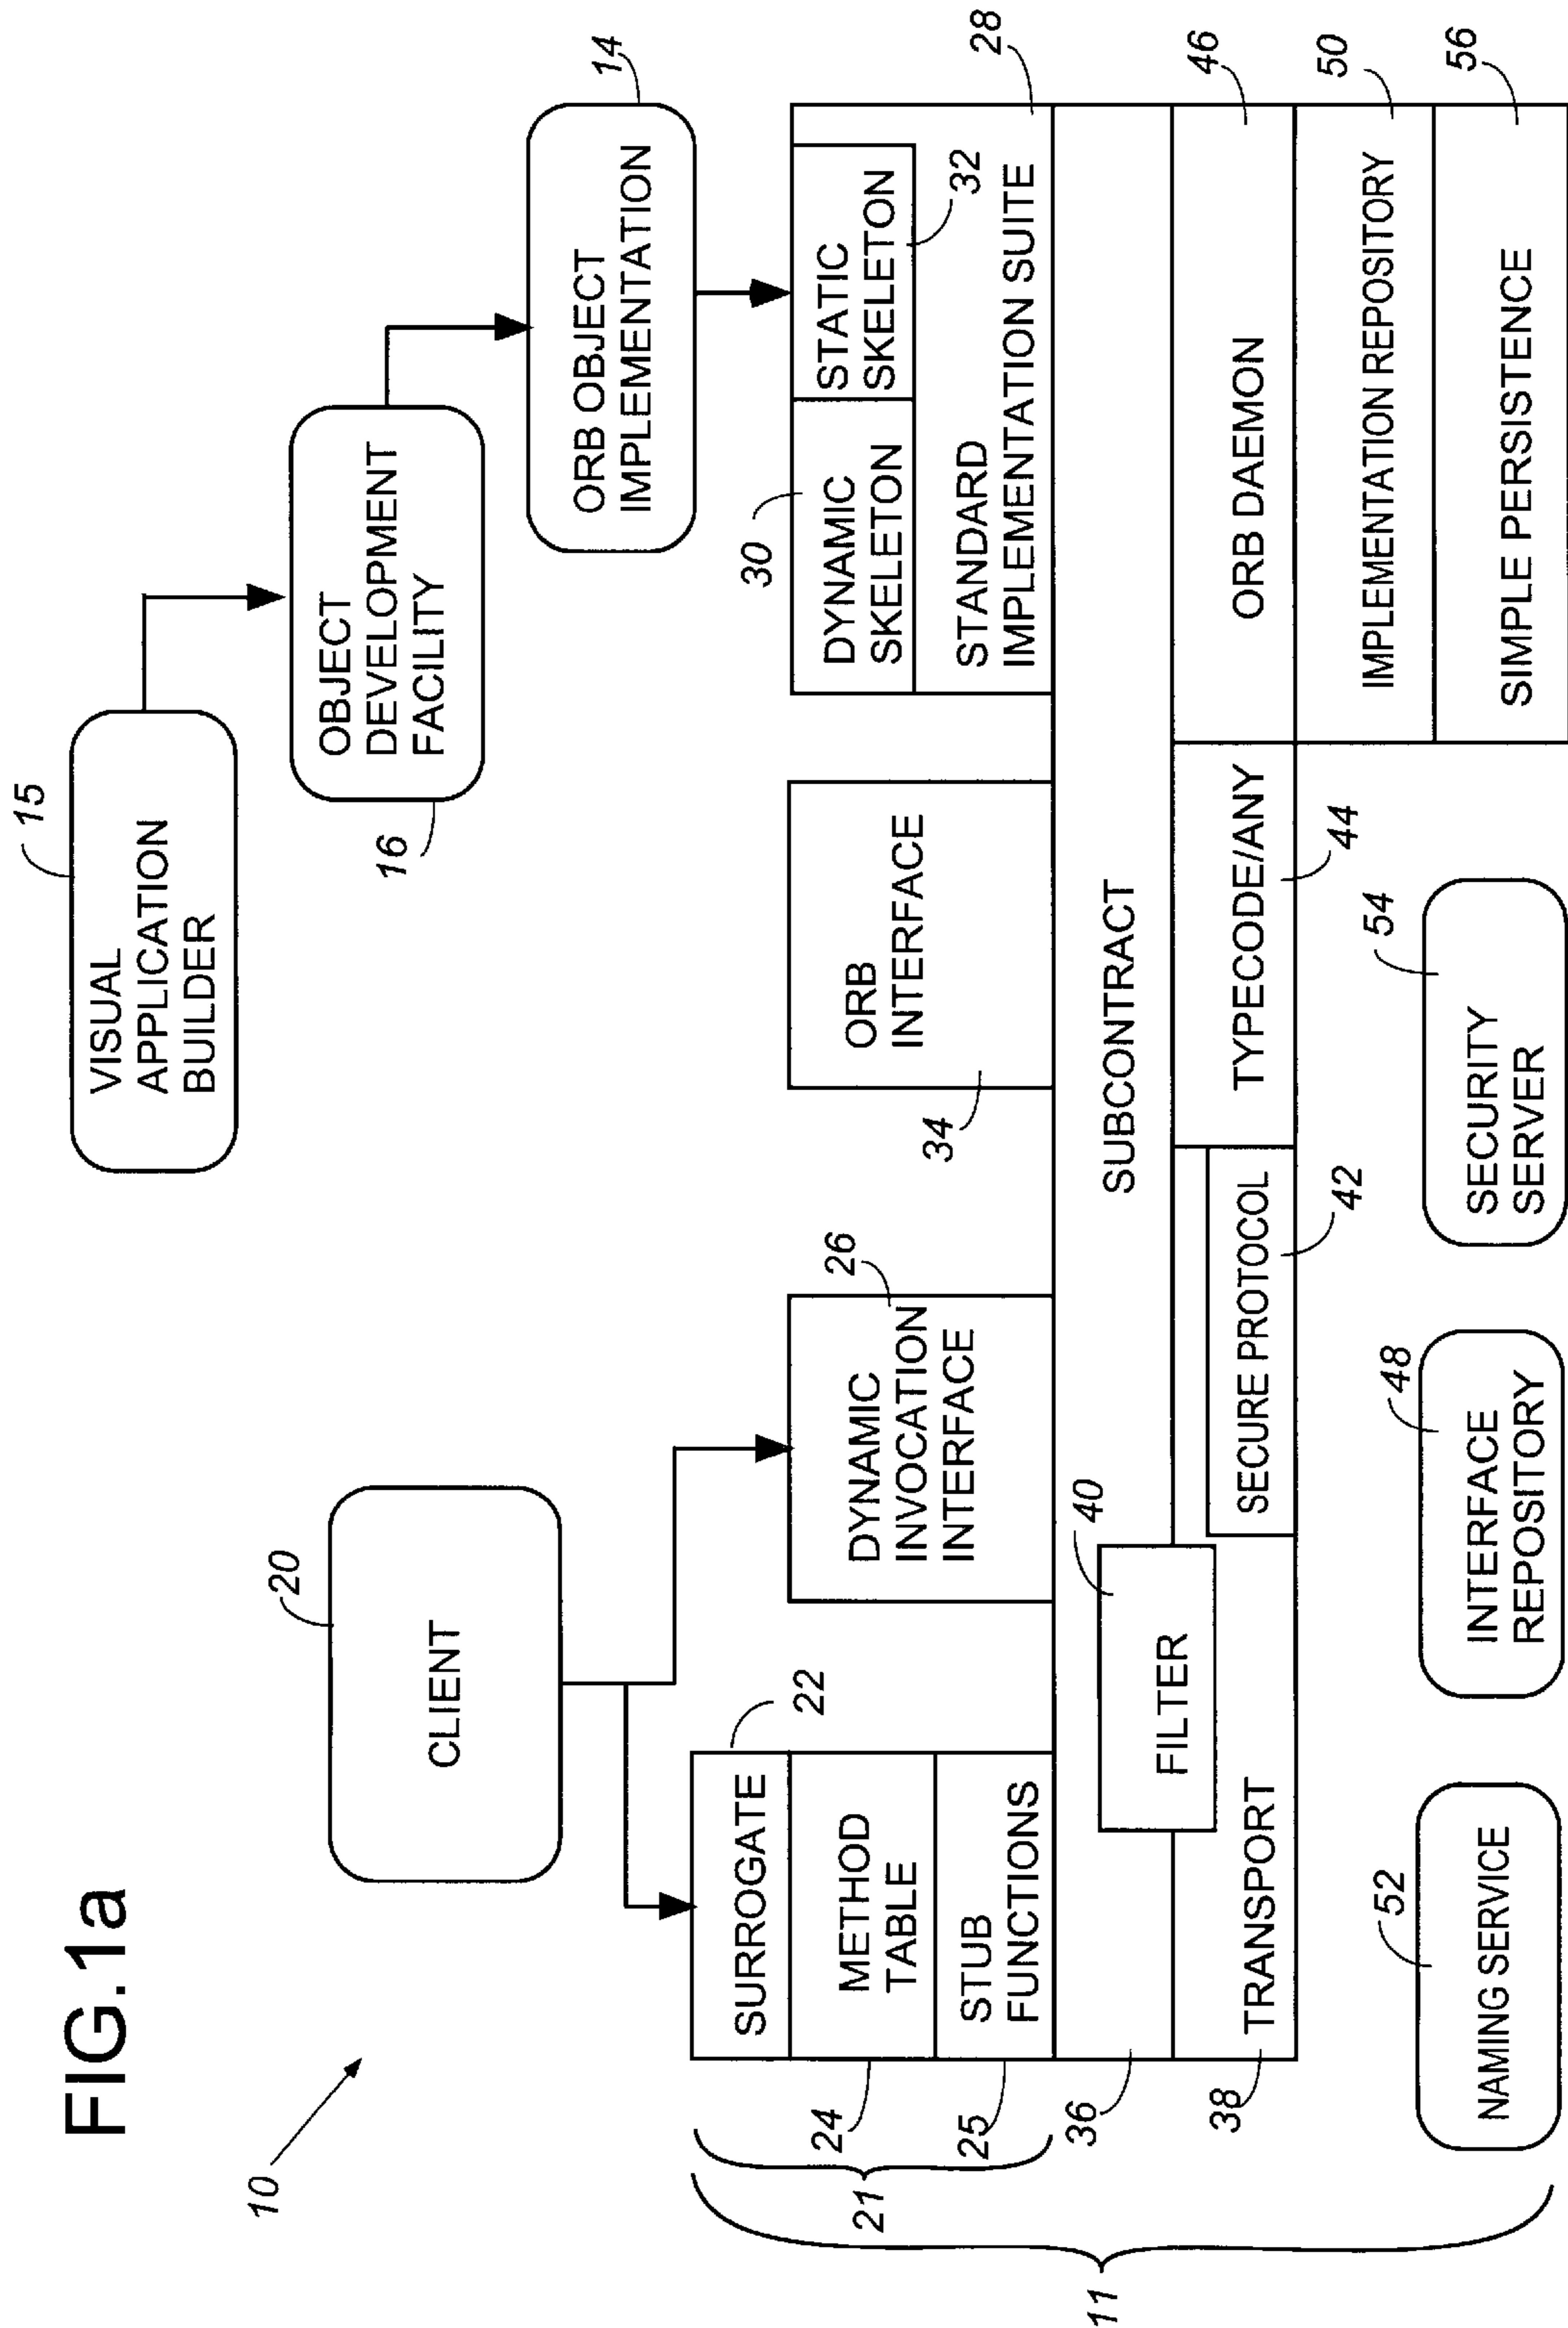 FIG.1a
10
15
VISUAL
APPLICATION
BUILDER
OBJECT
DEVELOPMENT
FACILITY
16
20
CLIENT
14
ORB OBJECT
IMPLEMENTATION
22
SURROGATE
24
METHOD
TABLE
25
STUB
FUNCTIONS
21
26
DYNAMIC
INVOCATION
INTERFACE
34
ORB
INTERFACE
30
DYNAMIC
SKELETON
STATIC
SKELETON
32
STANDARD
IMPLEMENTATION SUITE
28
36
SUBCONTRACT
40
FILTER
38
TRANSPORT
SECURE PROTOCOL
42
TYPECODE/ANY
44
ORB DAEMON
46
IMPLEMENTATION REPOSITORY
50
SIMPLE PERSISTENCE
56
11
52
NAMING SERVICE
48
INTERFACE
REPOSITORY
54
SECURITY
SERVER